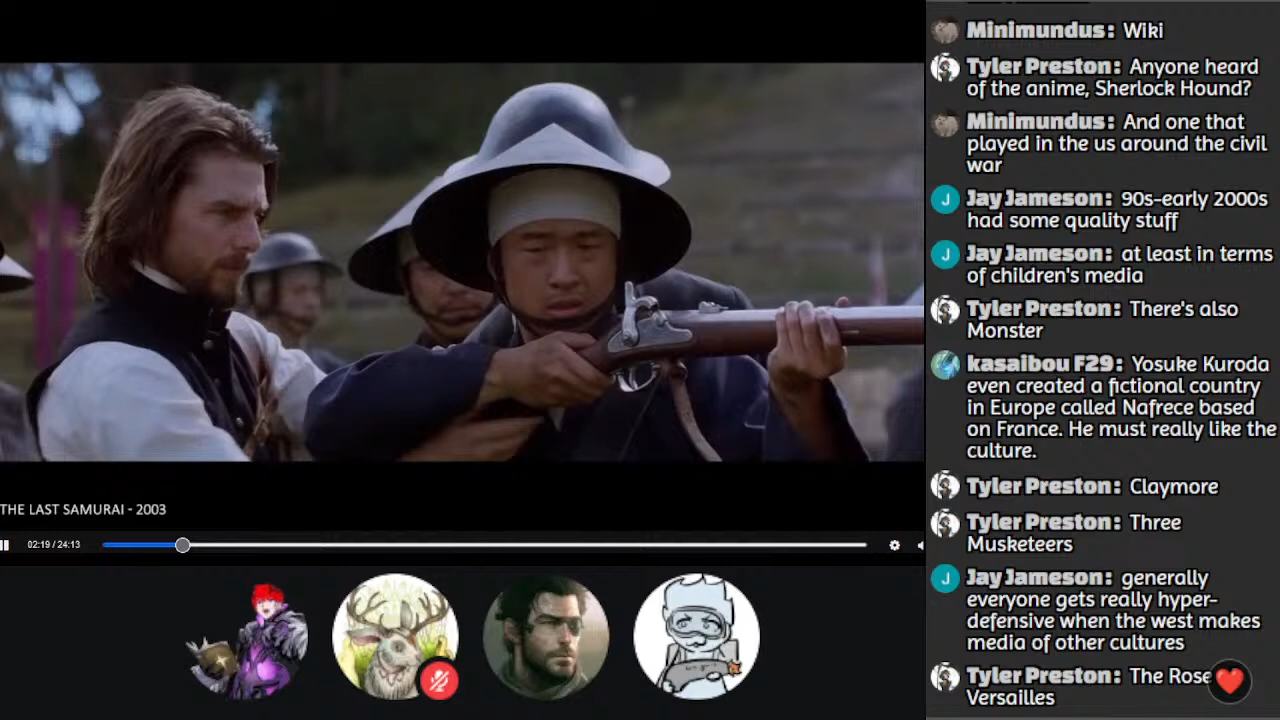 THE LAST SAMURAI - 2003
02:19 / 24:13
Minimundus: Wiki
Tyler Preston: Anyone heard
of the anime, Sherlock Hound?
Minimundus: And one that
played in the us around the civil
war
J
Jay Jameson: 90s-early 2000s
had some quality stuff
J
Jay Jameson: at least in terms
of children's media
Tyler Preston: There's also
Monster
kasaibou F29: Yosuke Kuroda
even created a fictional country
in Europe called Nafrece based
on France. He must really like the
culture.
Tyler Preston: Claymore
Tyler Preston: Three
Musketeers
J
Jay Jameson: generally
everyone gets really hyper-
defensive when the west makes
media of other cultures
Tyler Preston: The Rose
Versailles